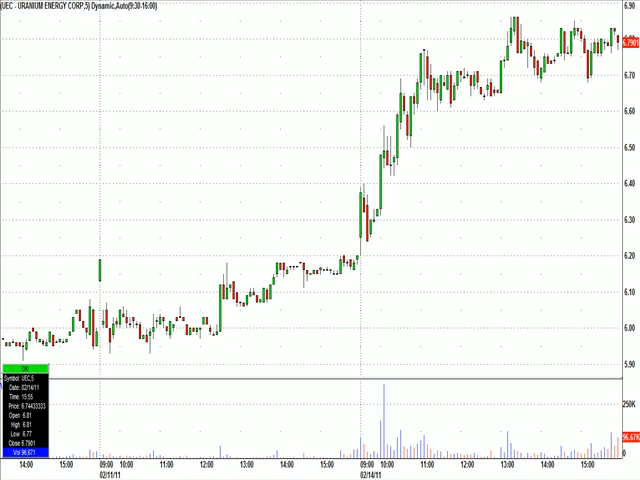 (UEC - URANIUM ENERGY CORP,5) Dynamic,Auto(9:30-16:00)
6.90
6.7901
6.70
6.60
6.50
6.40
6.30
6.20
6.10
6.00
5.90
OK
Symbol: UEC,5
Date: 02/14/11
Time: 15:55
Price: 6.74433333
Open 6.81
High 6.81
Low 6.77
Close 6.7901
Vol 96,671
250K
96.67K
0
14:00 15:00 09:00 10:00 11:00 12:00 13:00 14:00 15:00 09:00 10:00 11:00 12:00 13:00 14:00 15:00
02/11/11 02/14/11